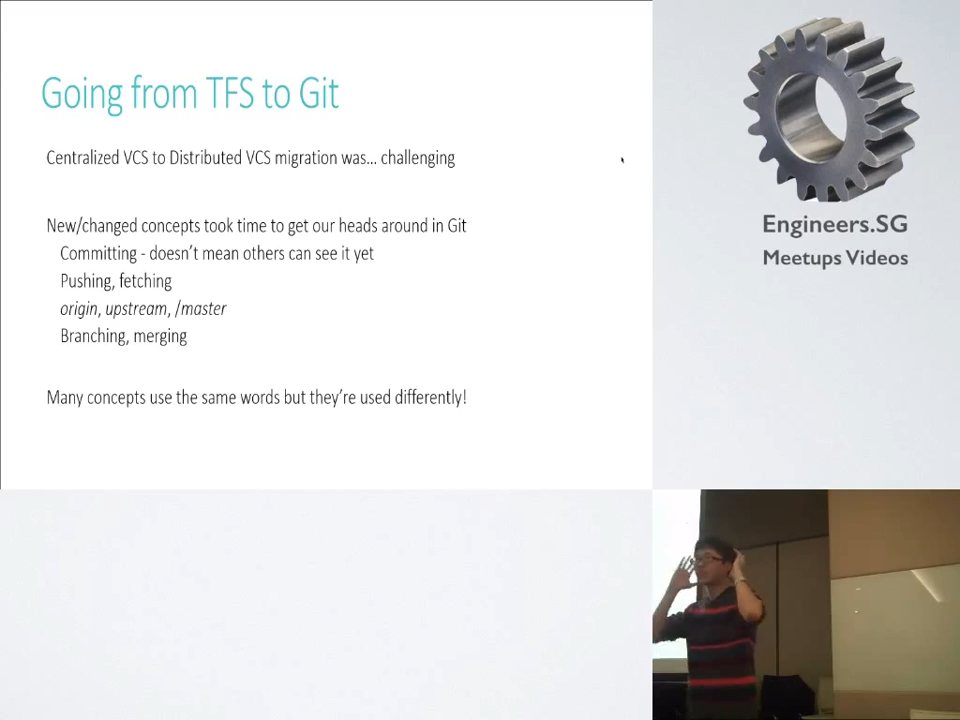 Going from TFS to Git
Centralized VCS to Distributed VCS migration was... challenging
New/changed concepts took time to get our heads around in Git
Committing - doesn't mean others can see it yet
Pushing, fetching
origin, upstream, /master
Branching, merging
Many concepts use the same words but they're used differently!
Engineers.SG
Meetups Videos